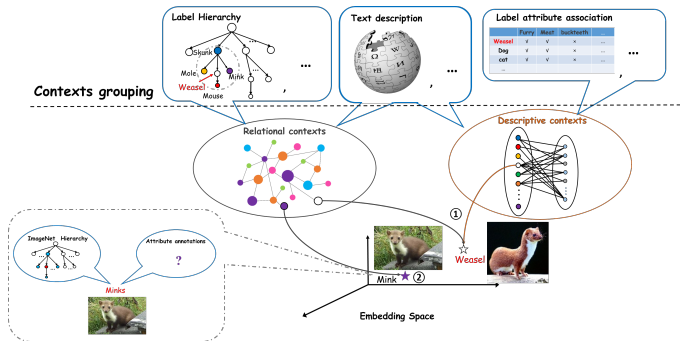 Label Hierarchy
Skunk
Mole
Mink
Weasel
Mouse
...
,
...
Text description
W
,
...
Label attribute association
Furry Meat buckteeth ...
Weasel √ √ × ...
Dog √ √ × ...
cat √ √ × ...
...
,
...
Contexts grouping
Relational contexts
Descriptive contexts
①
Weasel
Mink
②
Embedding Space
ImageNet Hierarchy
...
Attribute annotations
?
Minks